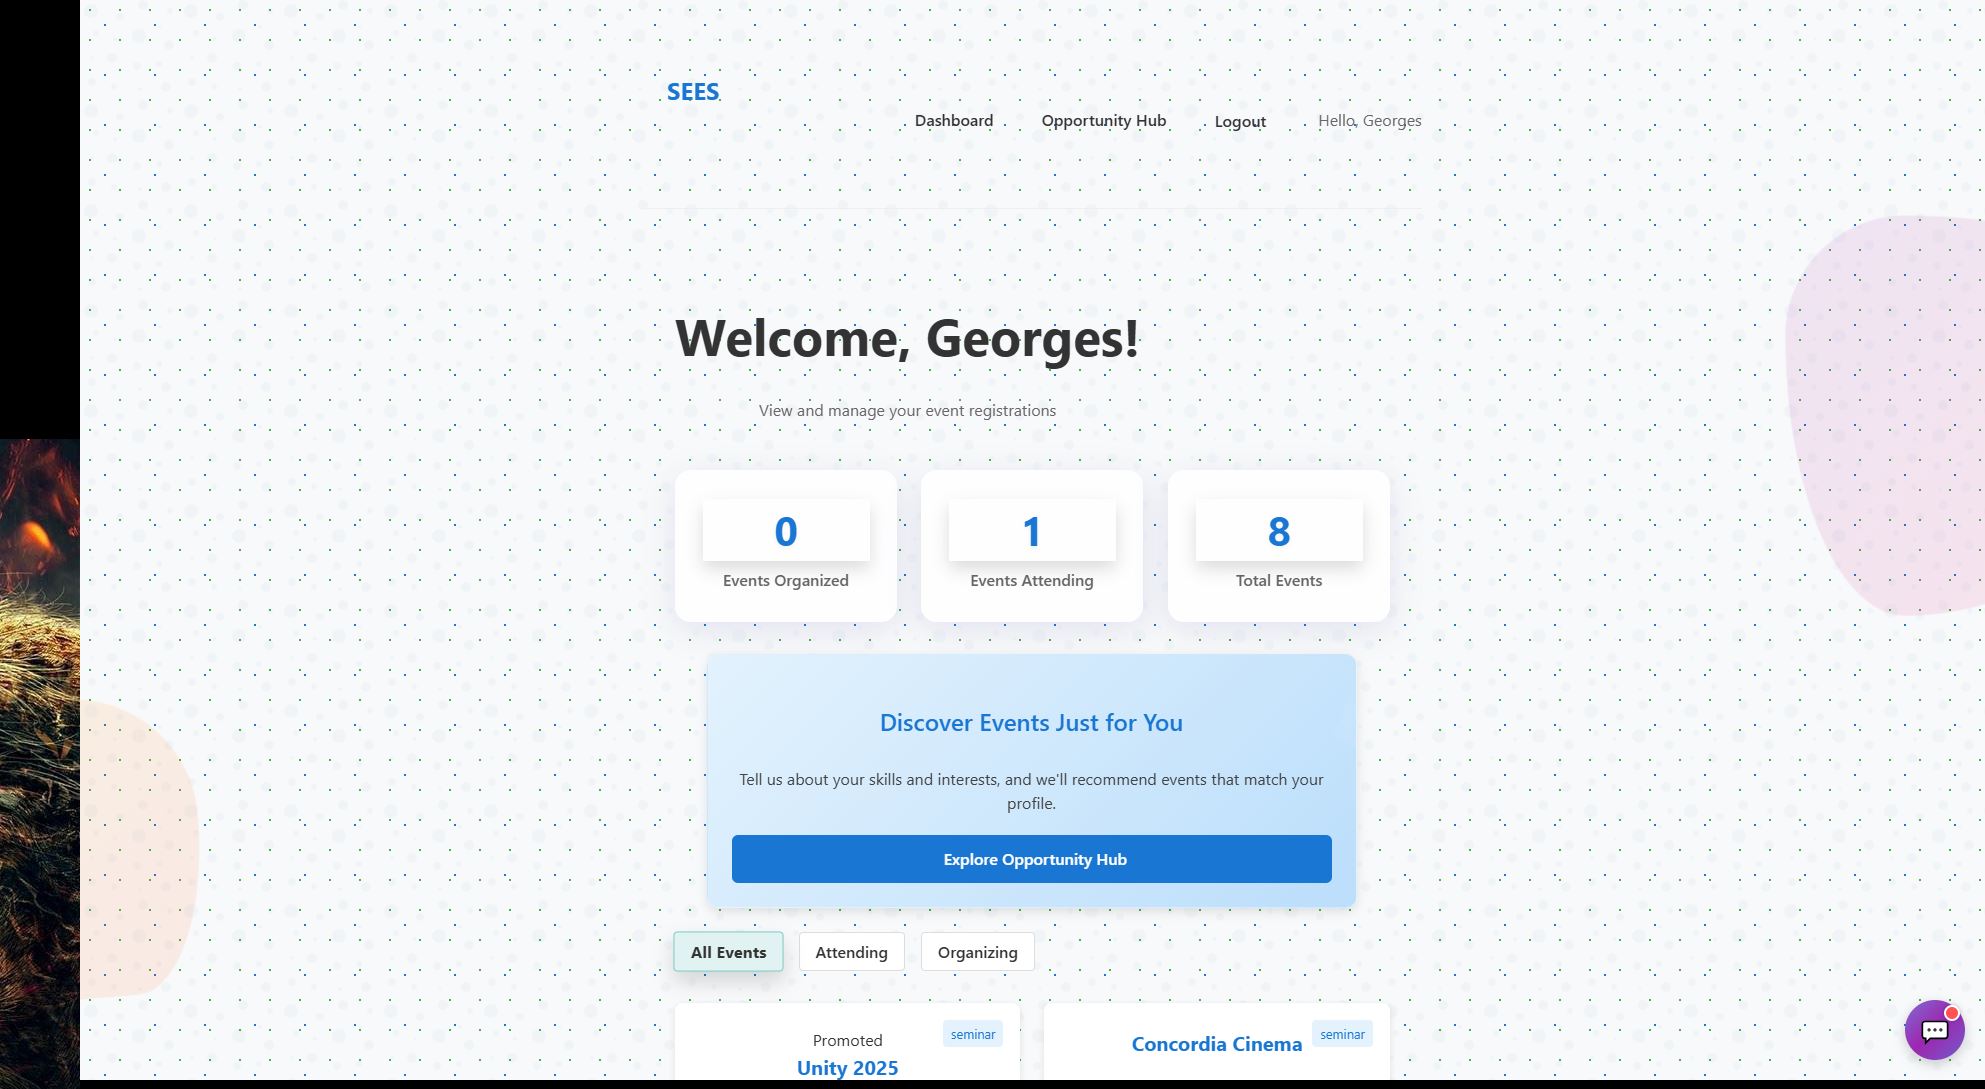 SEES
Dashboard
Opportunity Hub
Logout
Hello, Georges
Welcome, Georges!
View and manage your event registrations
0
Events Organized
1
Events Attending
8
Total Events
Discover Events Just for You
Tell us about your skills and interests, and we'll recommend events that match your
profile.
Explore Opportunity Hub
All Events
Attending
Organizing
Promoted
seminar
Unity 2025
Concordia Cinema
seminar